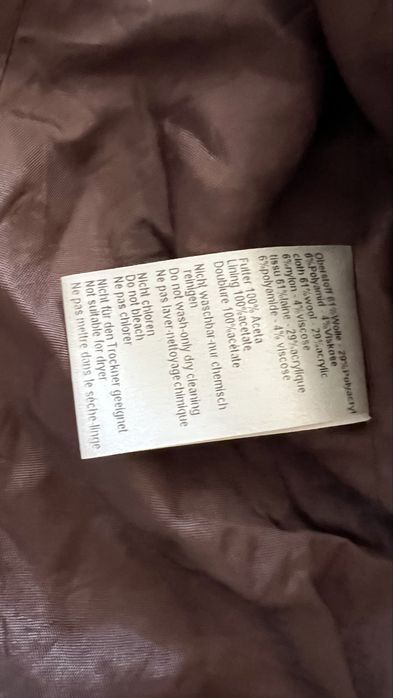 Oberstoff 61%Wolle · 29%Polyacryl
6%Polyamid · 4%Viskose
cloth 61%wool · 29%acrylic
6%nylon · 4%viscose
tissu 61%laine · 29%acrylique
6%polyamide · 4% viscose
Futter 100% Aceta
Lining 100%acetate
Doublure 100%acétate
Nicht waschbar-nur chemisch
reinigen
Do not wash-only dry cleaning
Ne pas laver-nettoyage chimique
Nicht chloren
Do not bleach
Ne pas chlorer
Nicht für den Trockner geeignet
Not suitable for dryer
Ne pas mettre dans le sèche-linge